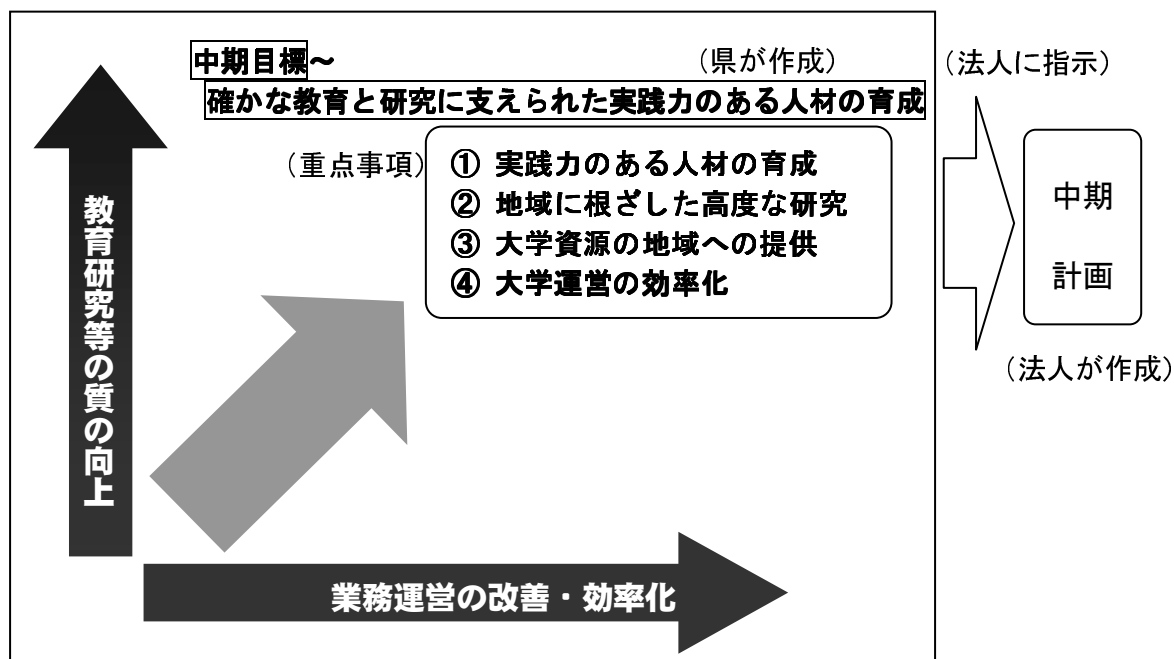 中期目標～
(県が作成)
(法人に指示)
確かな教育と研究に支えられた実践力のある人材の育成
(重点事項)
① 実践力のある人材の育成
② 地域に根ざした高度な研究
③ 大学資源の地域への提供
④ 大学運営の効率化
中期
計画
(法人が作成)
教育研究等の質の向上
業務運営の改善・効率化